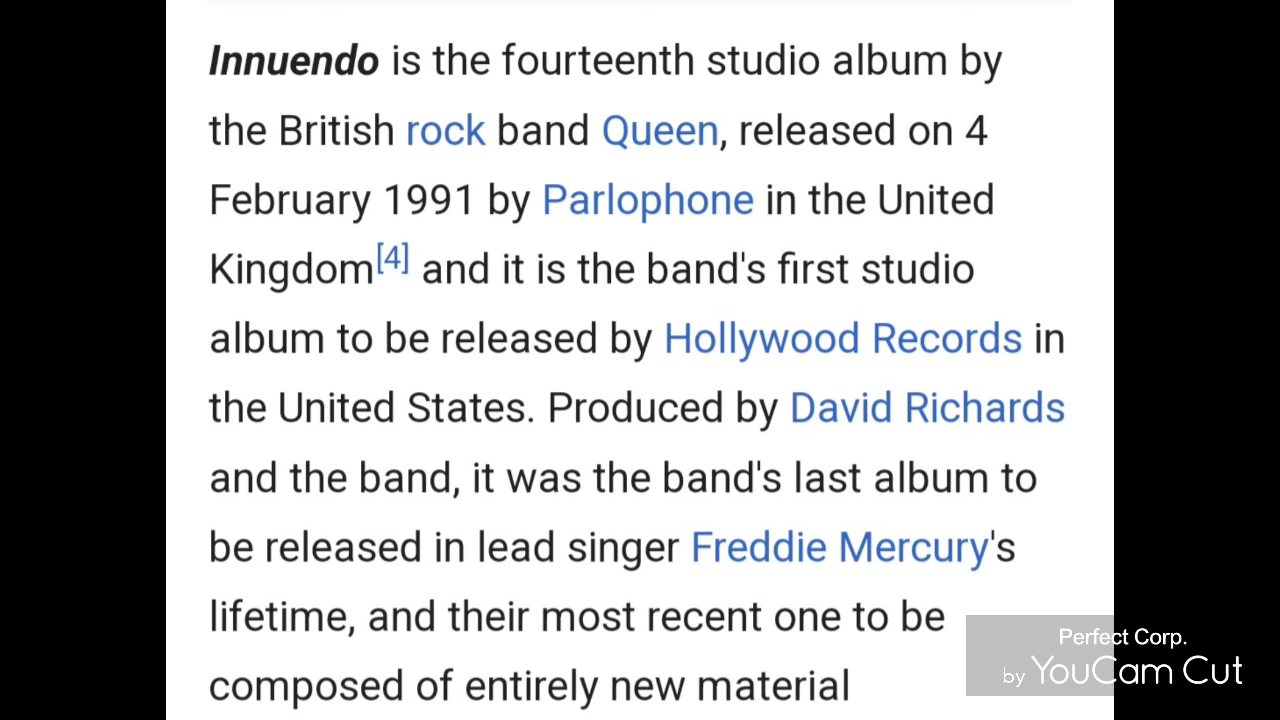 Innuendo is the fourteenth studio album by
the British rock band Queen, released on 4
February 1991 by Parlophone in the United
Kingdom[4] and it is the band's first studio
album to be released by Hollywood Records in
the United States. Produced by David Richards
and the band, it was the band's last album to
be released in lead singer Freddie Mercury's
lifetime, and their most recent one to be
composed of entirely new material
Perfect Corp.
by YouCam Cut